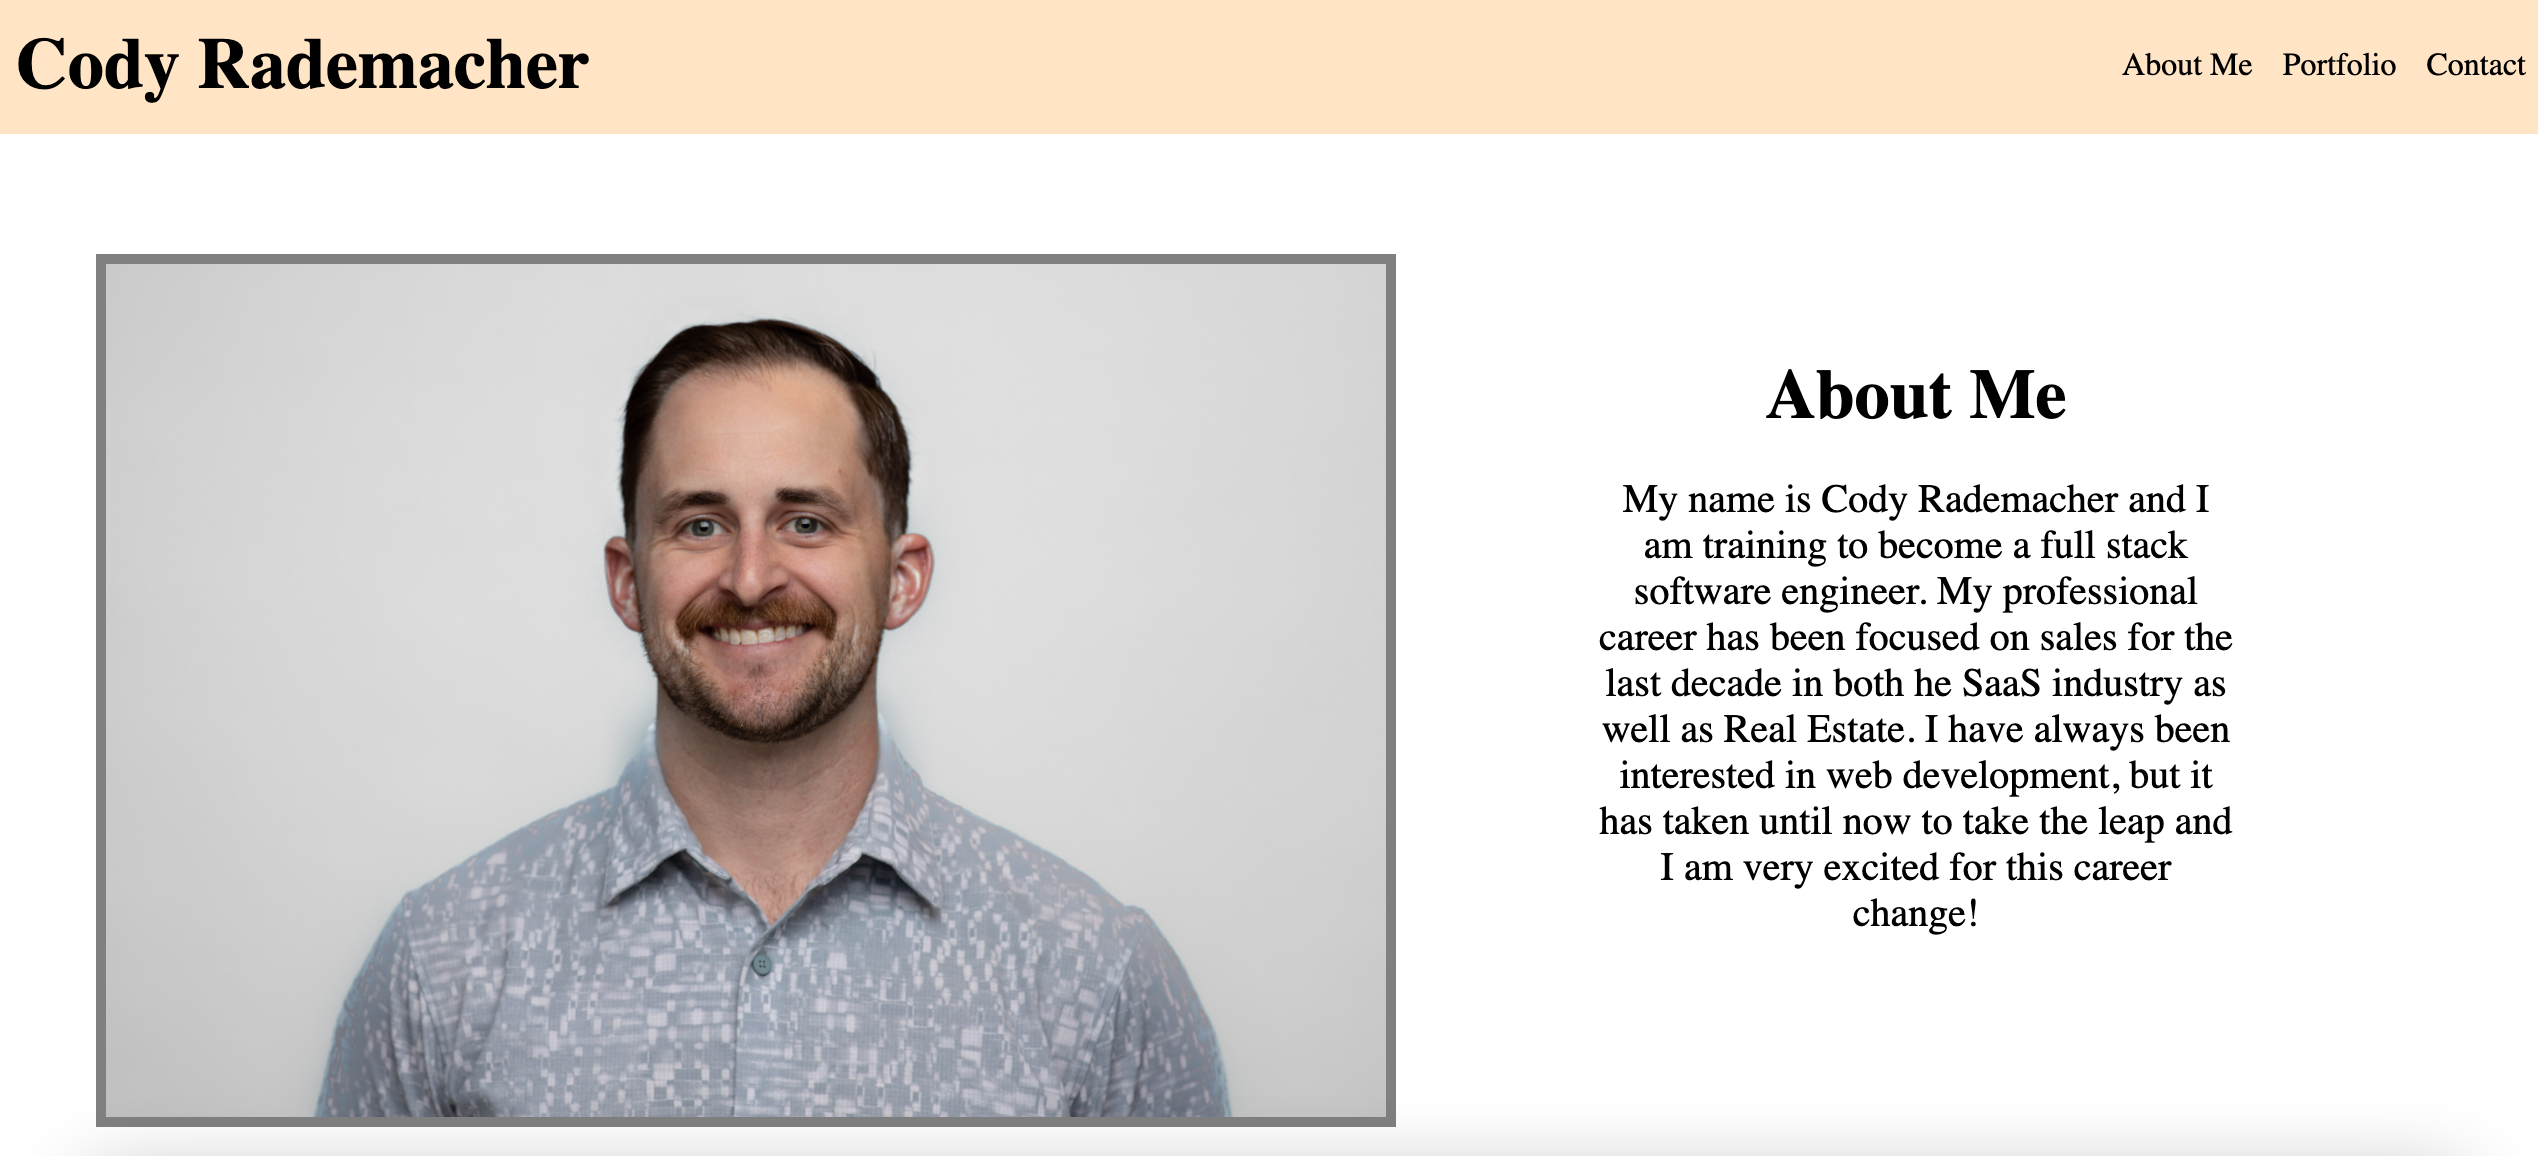 Cody Rademacher
About Me Portfolio Contact
About Me
My name is Cody Rademacher and I
am training to become a full stack
software engineer. My professional
career has been focused on sales for the
last decade in both he SaaS industry as
well as Real Estate. I have always been
interested in web development, but it
has taken until now to take the leap and
I am very excited for this career
change!